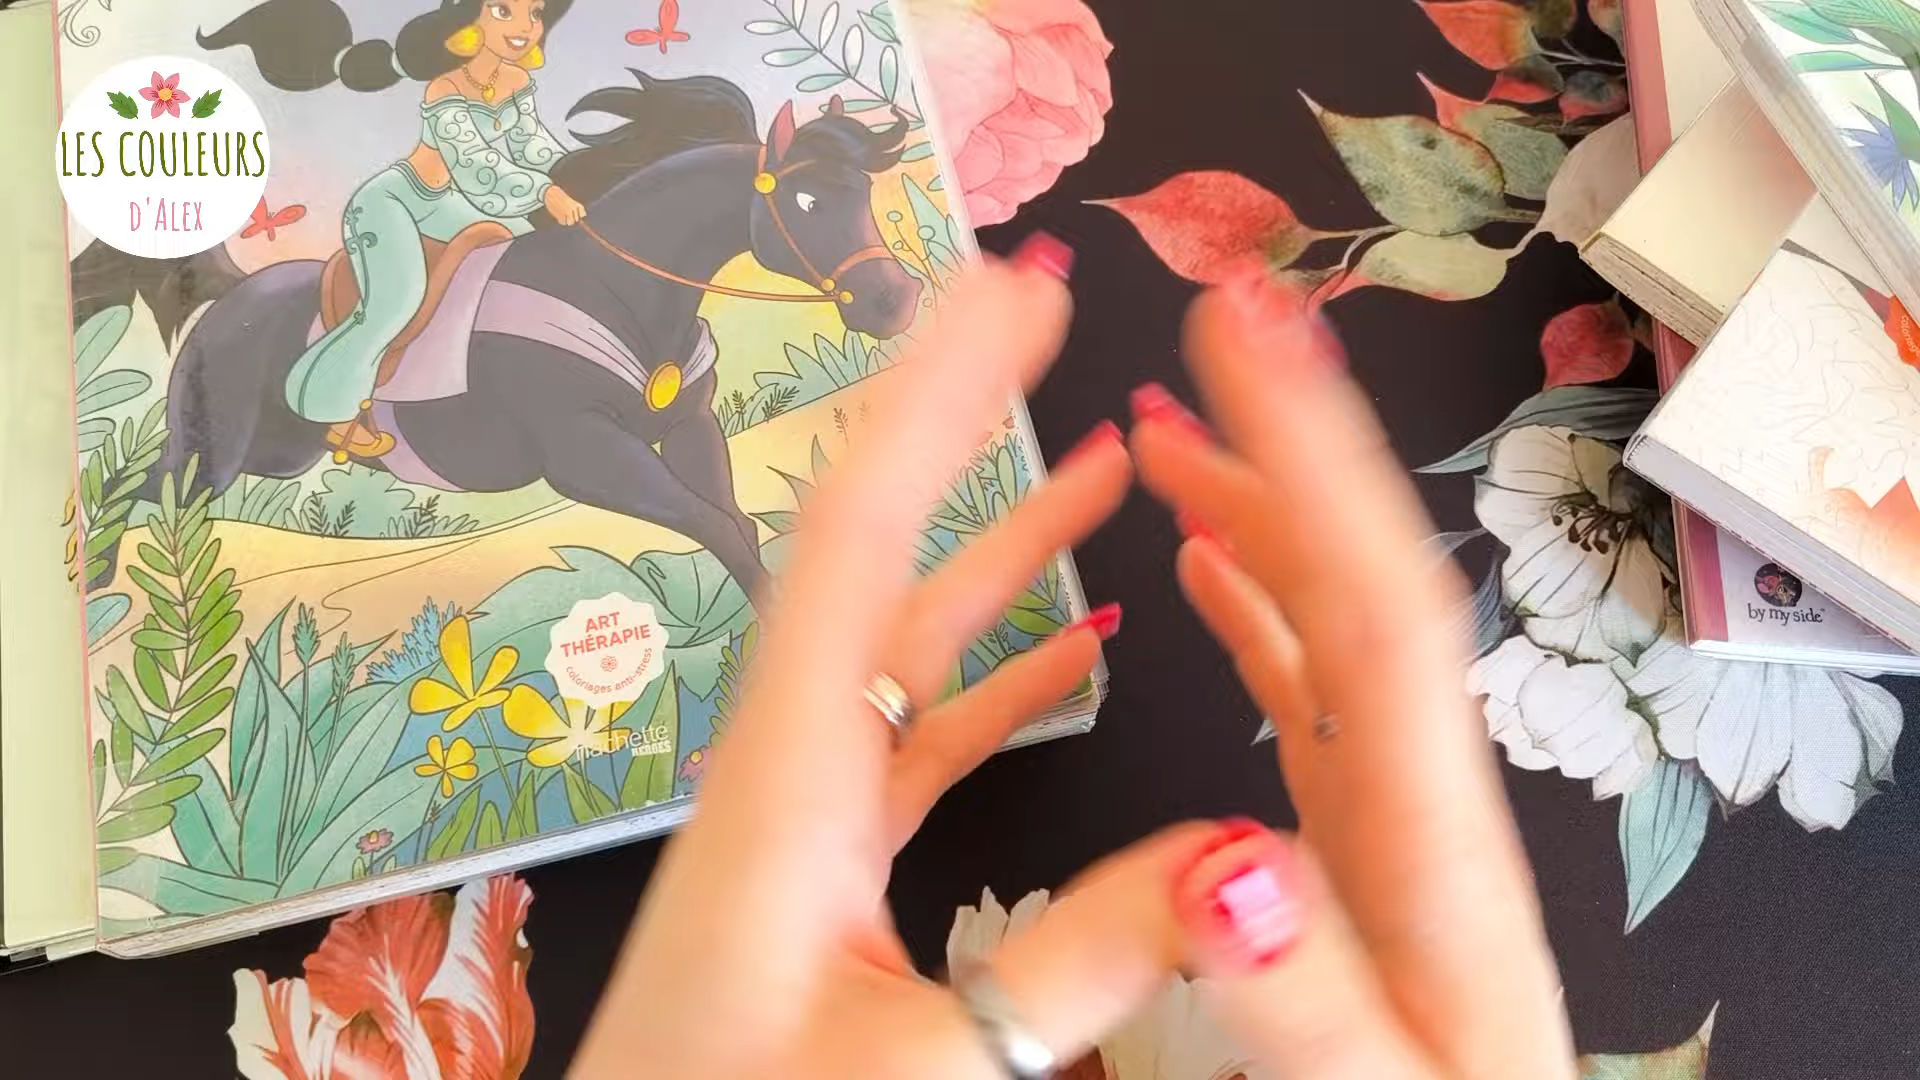 LES COULEURS
D'ALEX
ART
THÉRAPIE
coloriages anti-stress
hachette
HEROES
by my side